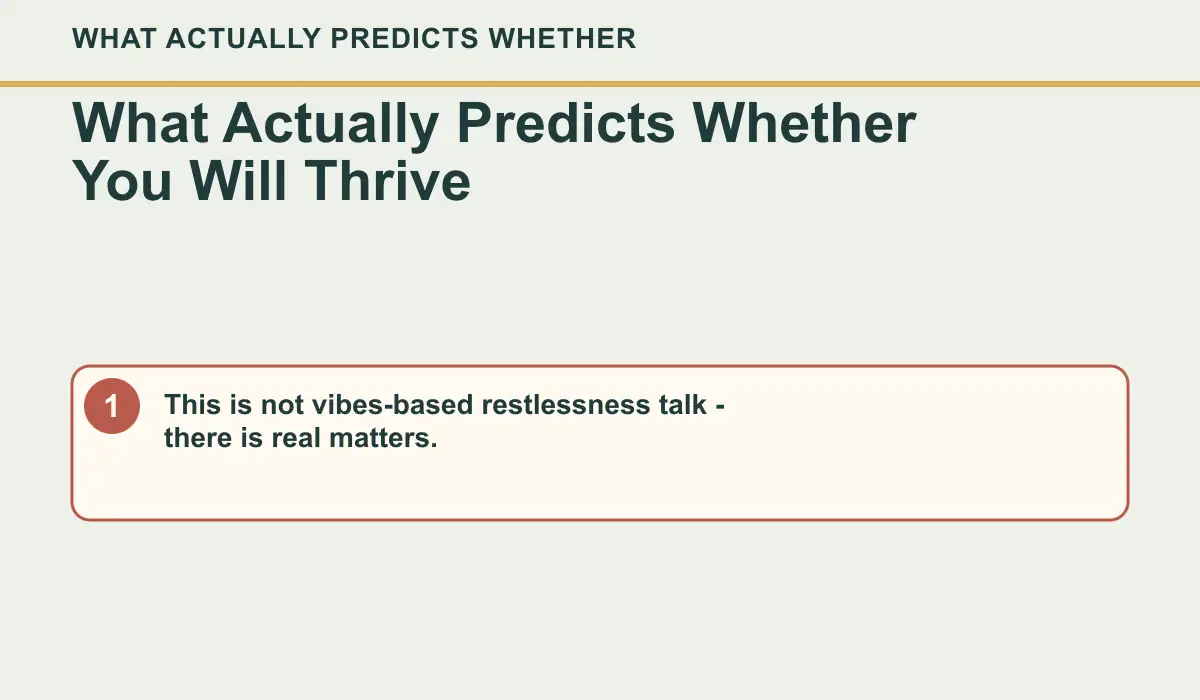 WHAT ACTUALLY PREDICTS WHETHER
What Actually Predicts Whether
You Will Thrive
1
This is not vibes-based restlessness talk -
there is real matters.